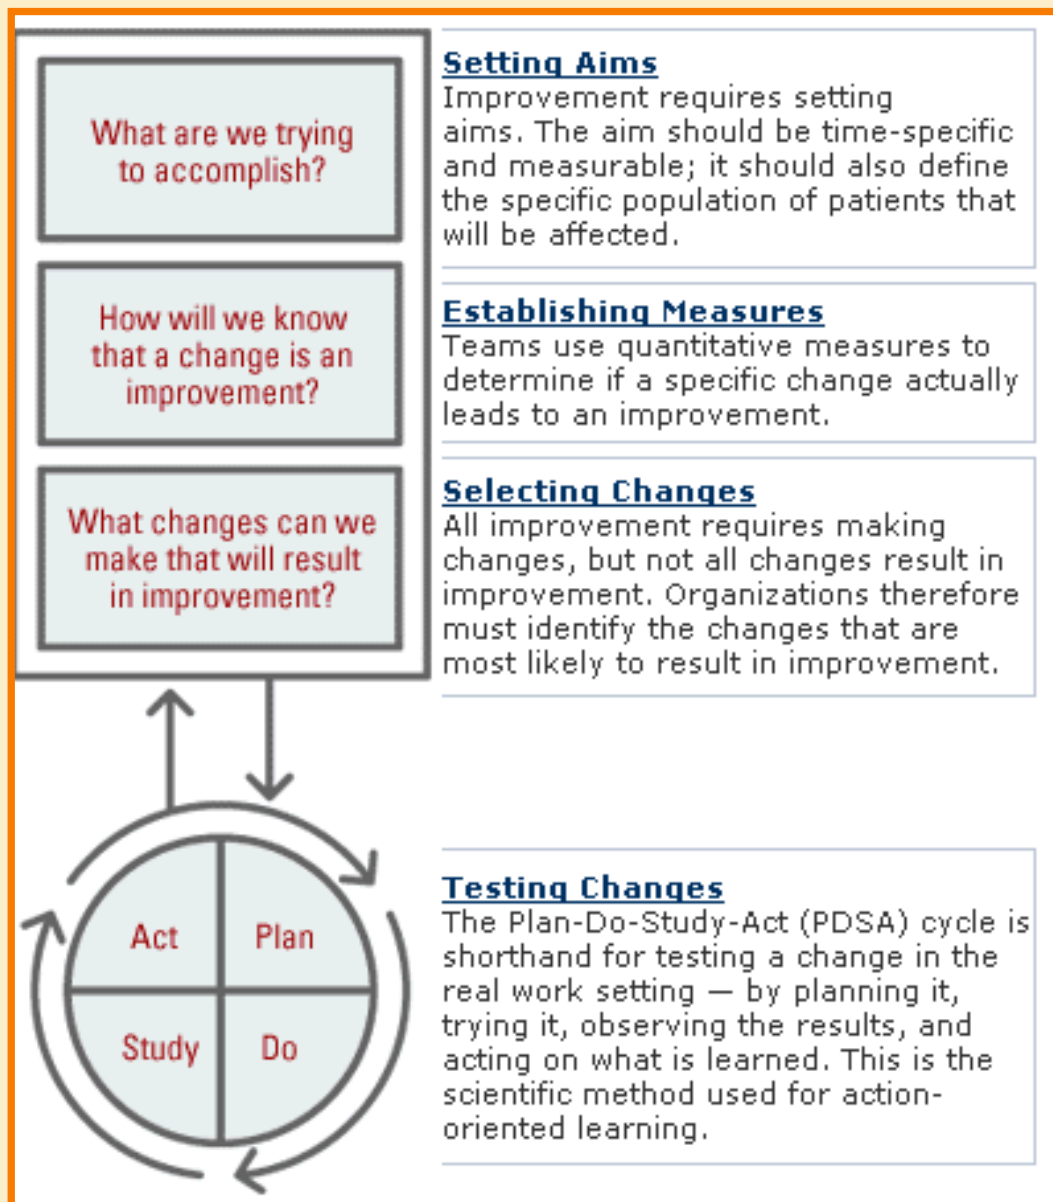 What are we trying
to accomplish?
Setting Aims
Improvement requires setting
aims. The aim should be time-specific
and measurable; it should also define
the specific population of patients that
will be affected.
How will we know
that a change is an
improvement?
Establishing Measures
Teams use quantitative measures to
determine if a specific change actually
leads to an improvement.
What changes can we
make that will result
in improvement?
Selecting Changes
All improvement requires making
changes, but not all changes result in
improvement. Organizations therefore
must identify the changes that are
most likely to result in improvement.
Act
Plan
Study
Do
Testing Changes
The Plan-Do-Study-Act (PDSA) cycle is
shorthand for testing a change in the
real work setting — by planning it,
trying it, observing the results, and
acting on what is learned. This is the
scientific method used for action-
oriented learning.